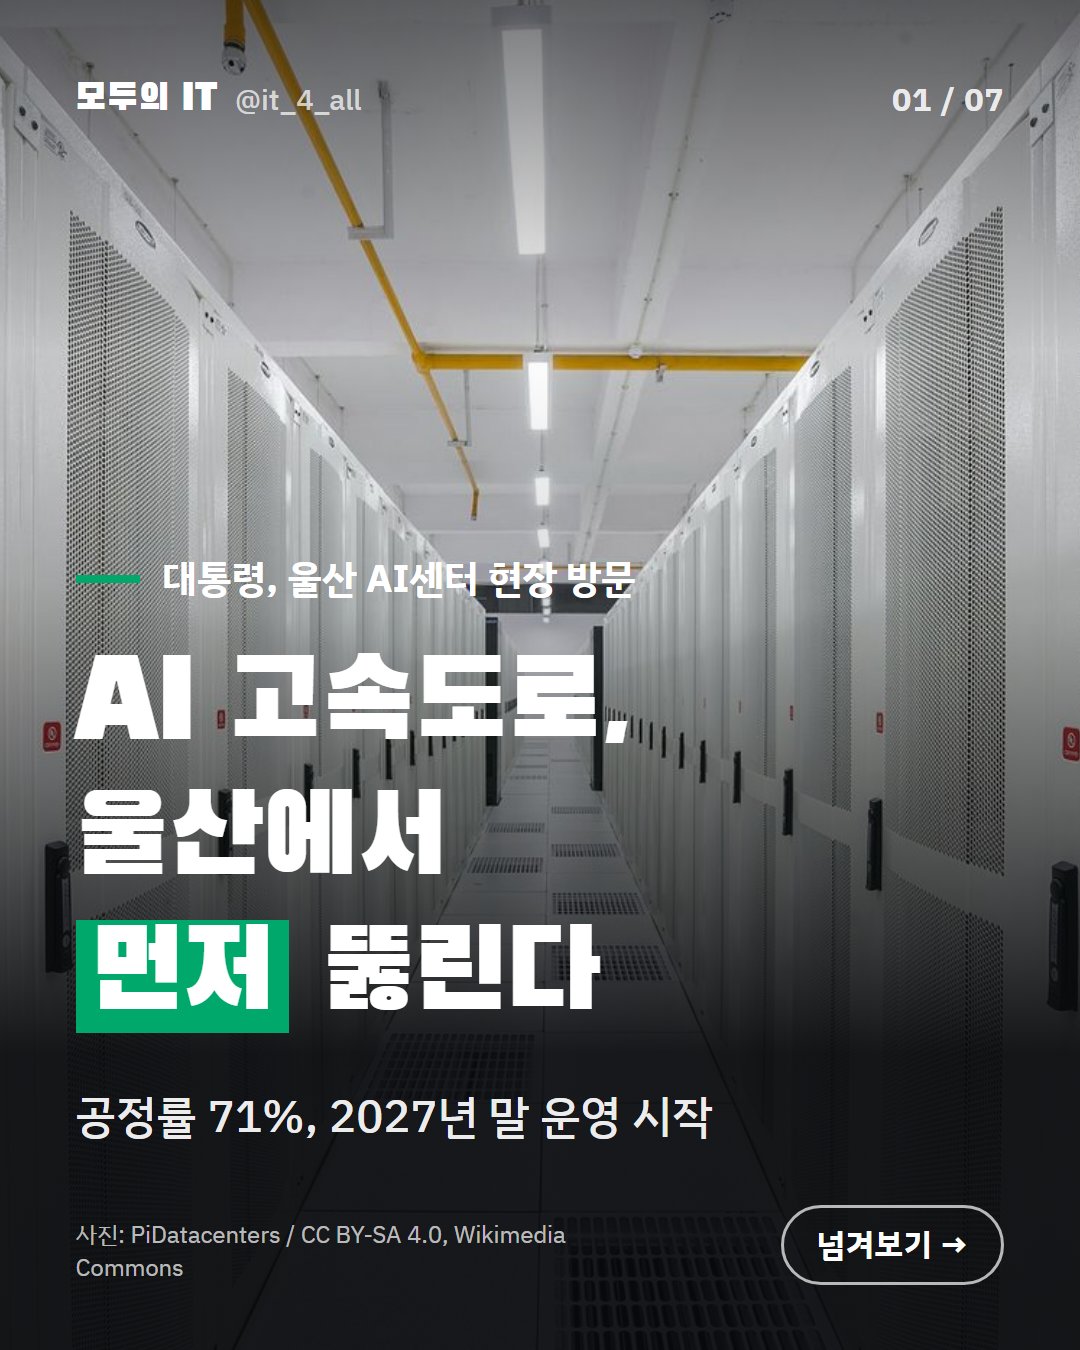 모두의 IT @it_4_all
01 / 07
대통령, 울산 AI센터 현장 방문
AI 고속도로,
울산에서
먼저 뚫린다
공정률 71%, 2027년 말 운영 시작
사진: PiDatacenters / CC BY-SA 4.0, Wikimedia
Commons
넘겨보기 →